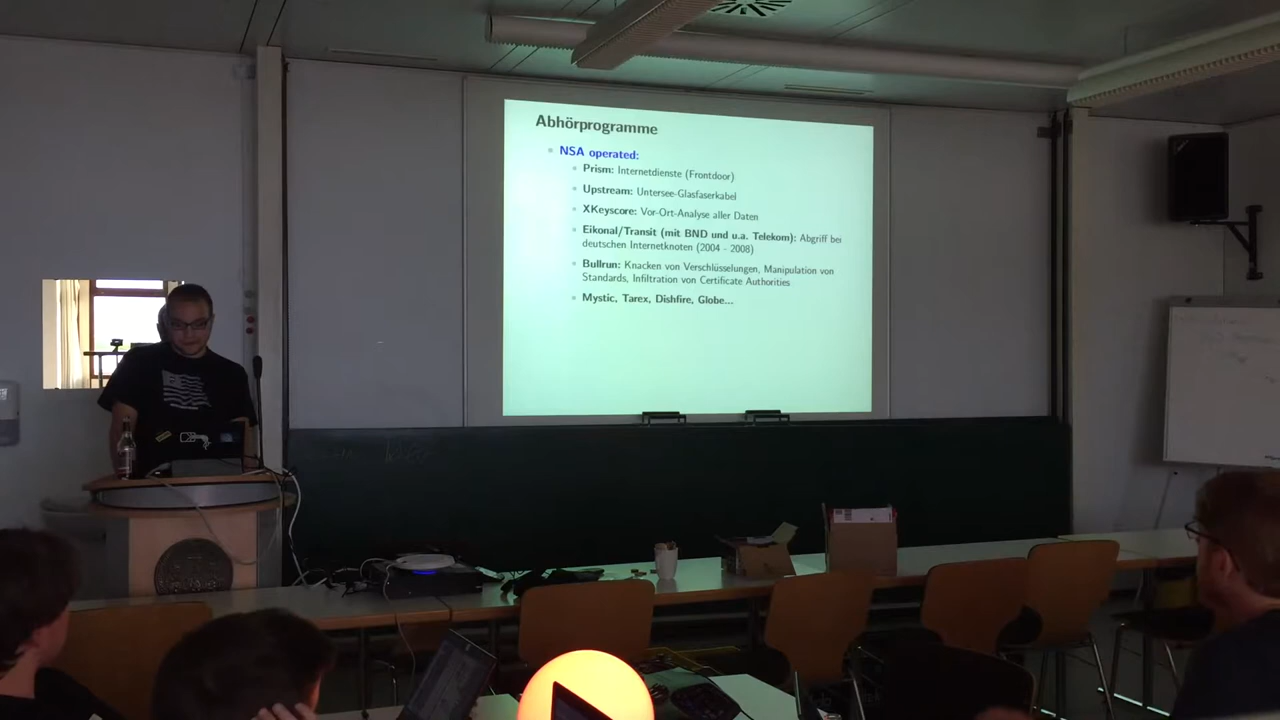 Abhörprogramme
NSA operated:
Prism: Internetdienste (Frontdoor)
Upstream: Untersee-Glasfaserkabel
XKeyscore: Vor-Ort-Analyse aller Daten
Eikonal/Transit (mit BND und u.a. Telekom): Abgriff bei
deutschen Internetknoten (2004 - 2008)
Bullrun: Knacken von Verschlüsselungen, Manipulation von
Standards, Infiltration von Certificate Authorities
Mystic, Tarex, Dishfire, Globe...